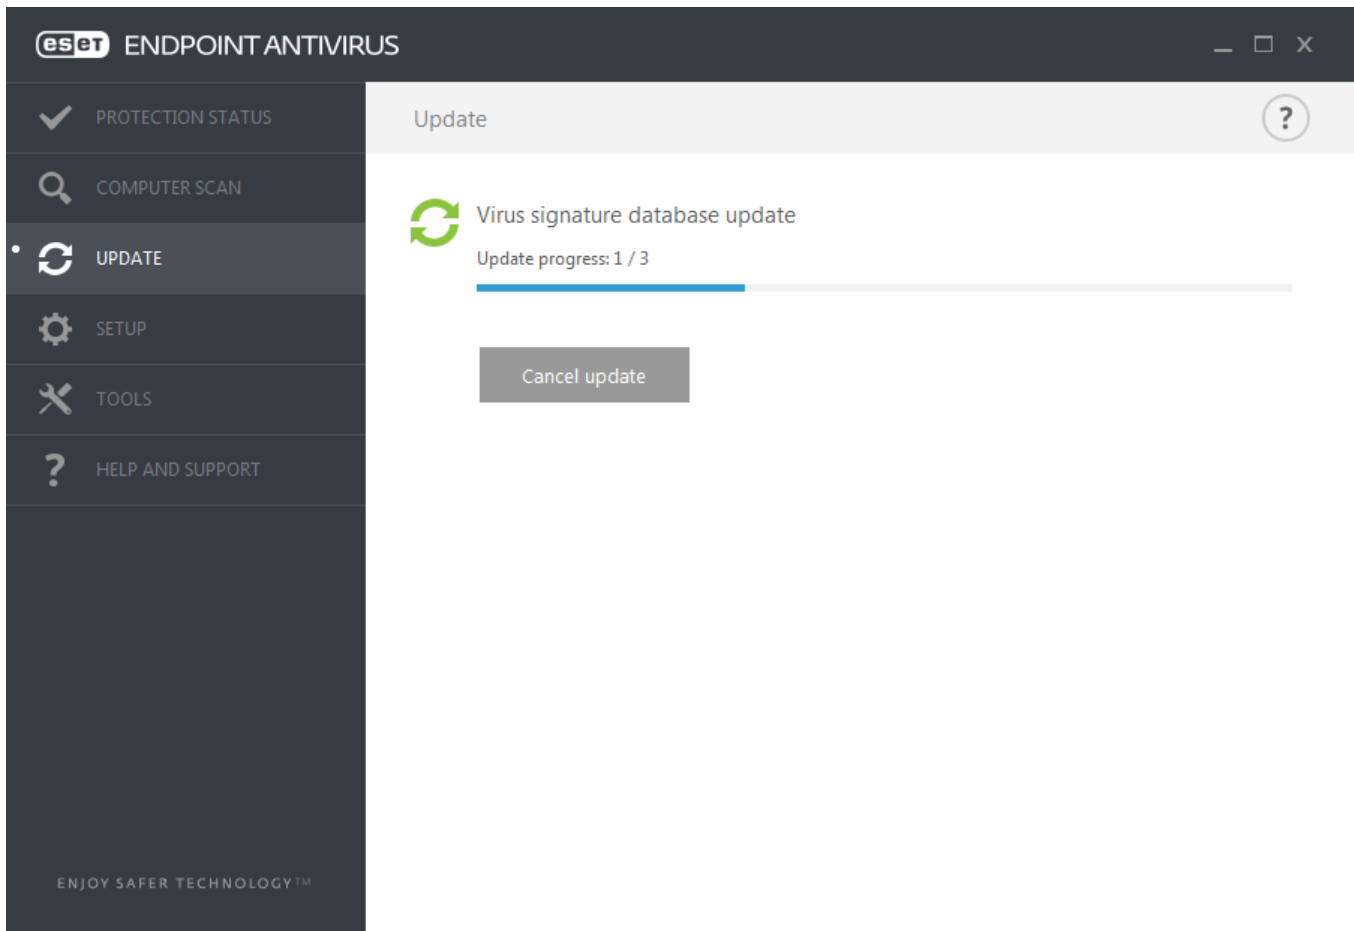 eset ENDPOINT ANTIVIRUS
PROTECTION STATUS
COMPUTER SCAN
UPDATE
SETUP
TOOLS
HELP AND SUPPORT
ENJOY SAFER TECHNOLOGY™
Update
?
Virus signature database update
Update progress: 1 / 3
Cancel update